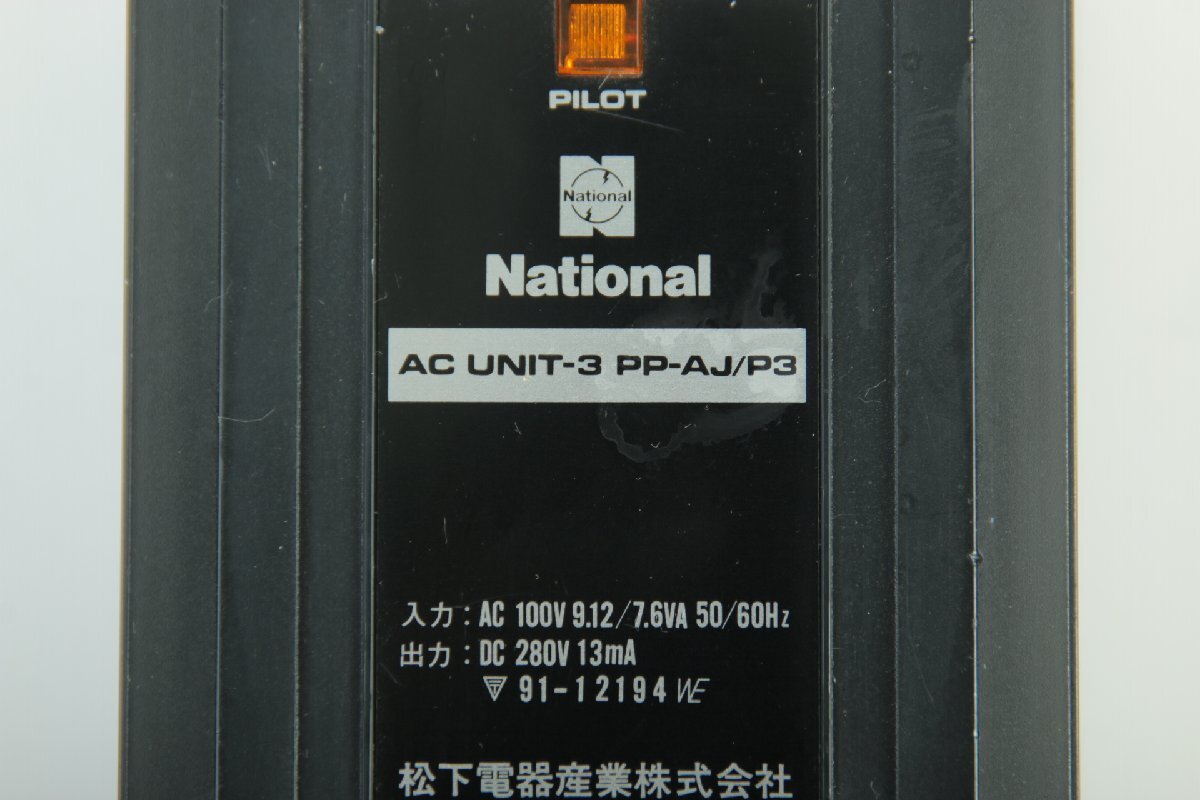 PILOT
National
National
AC UNIT-3 PP-AJ/P3
入力：AC 100V 9.12/7.6VA 50/60Hz
出力：DC 280V 13mA
91-12194
松下電器産業株式会社